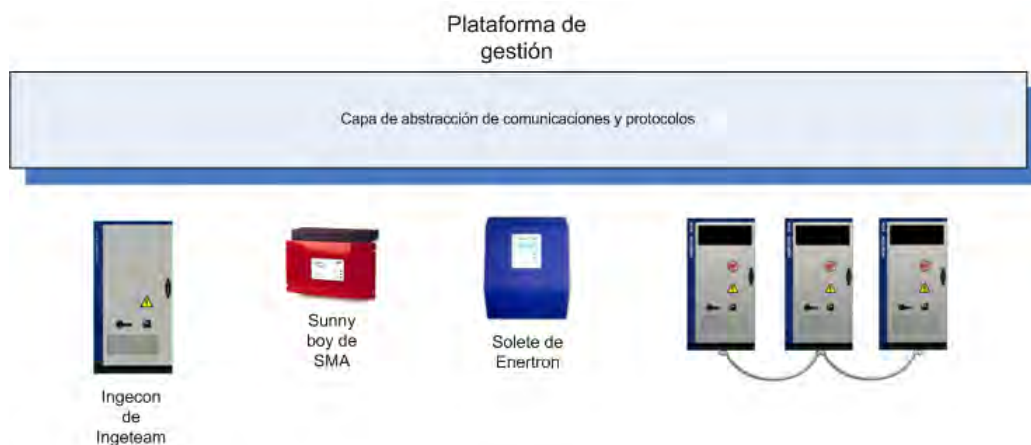 Plataforma de
gestión
Capa de abstracción de comunicaciones y protocolos
Sunny
boy de
SMA
Solete de
Enertron
Ingecon
de
Ingeteam